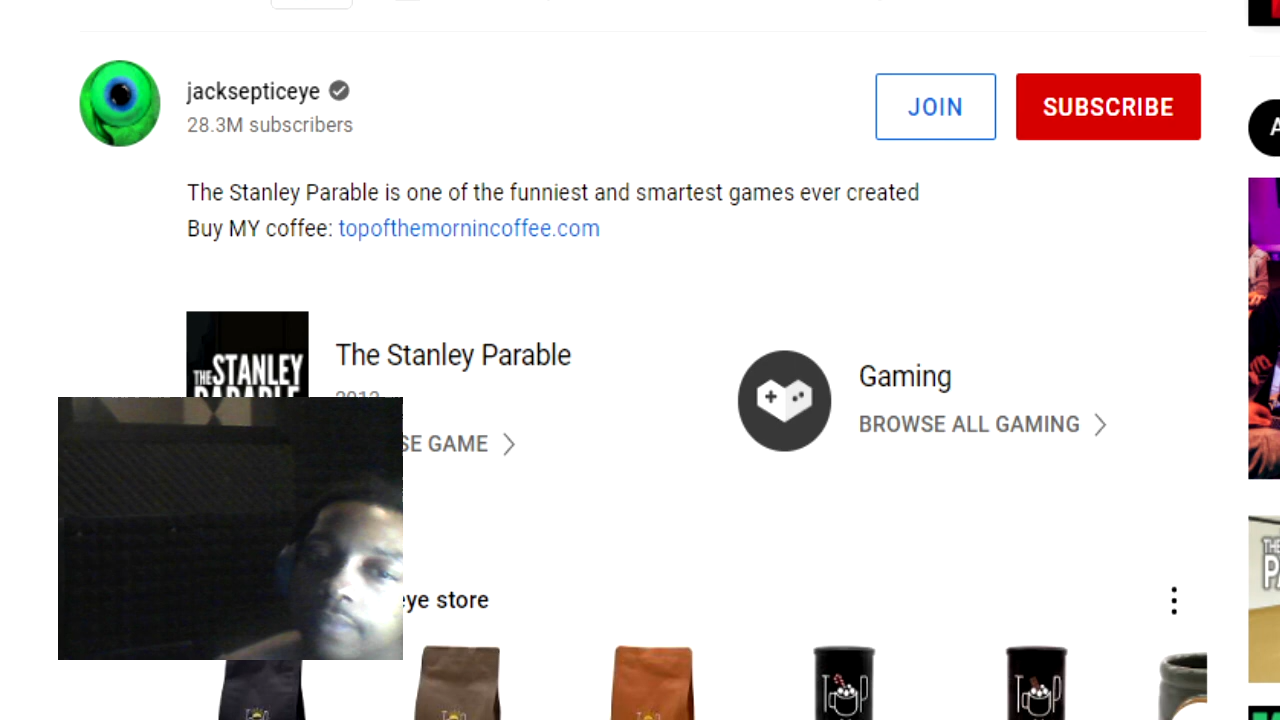 jacksepticeye
28.3M subscribers
JOIN
SUBSCRIBE
The Stanley Parable is one of the funniest and smartest games ever created
Buy MY coffee: topofthemornincoffee.com
THE STANLEY
PARABLE
The Stanley Parable
SE GAME
Gaming
BROWSE ALL GAMING
eye store